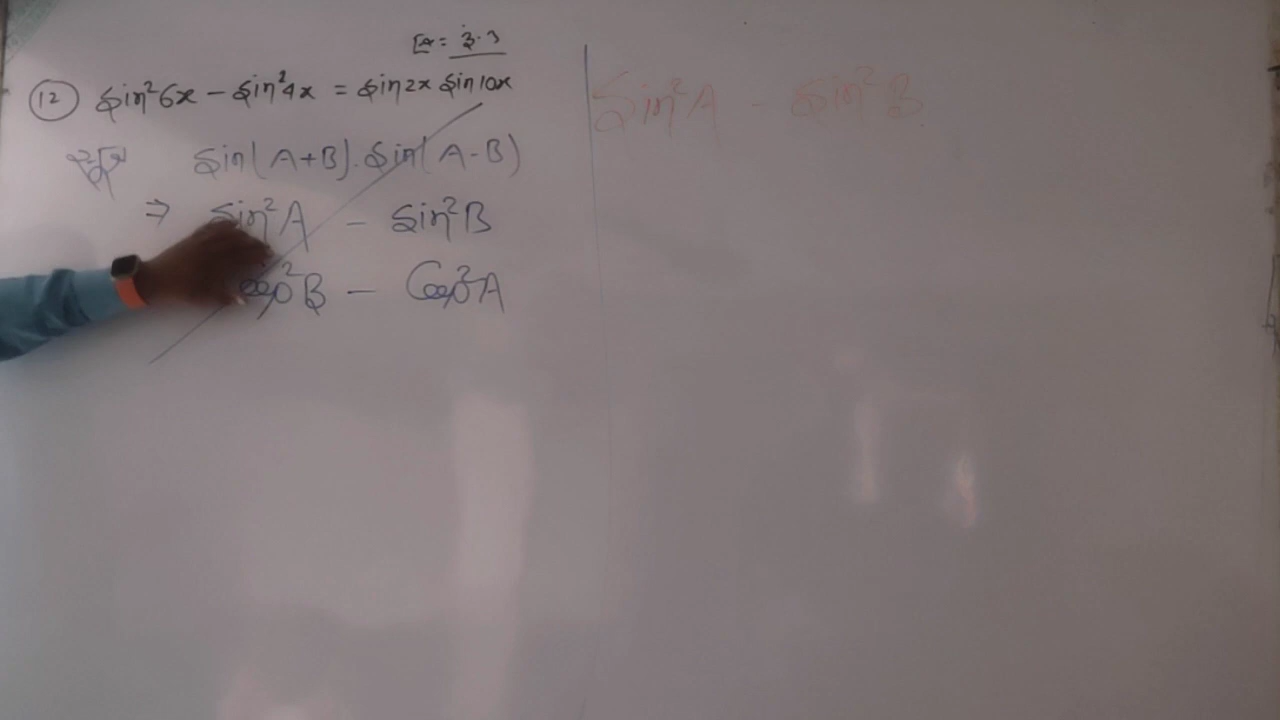 Ex = 3.3
12 sin²6x - sin²4x = sin2x sin10x
सूत्र sin(A+B). sin(A-B)
⇒ sin²A - sin²B
cos²B - cos²A
sin²A - sin²B